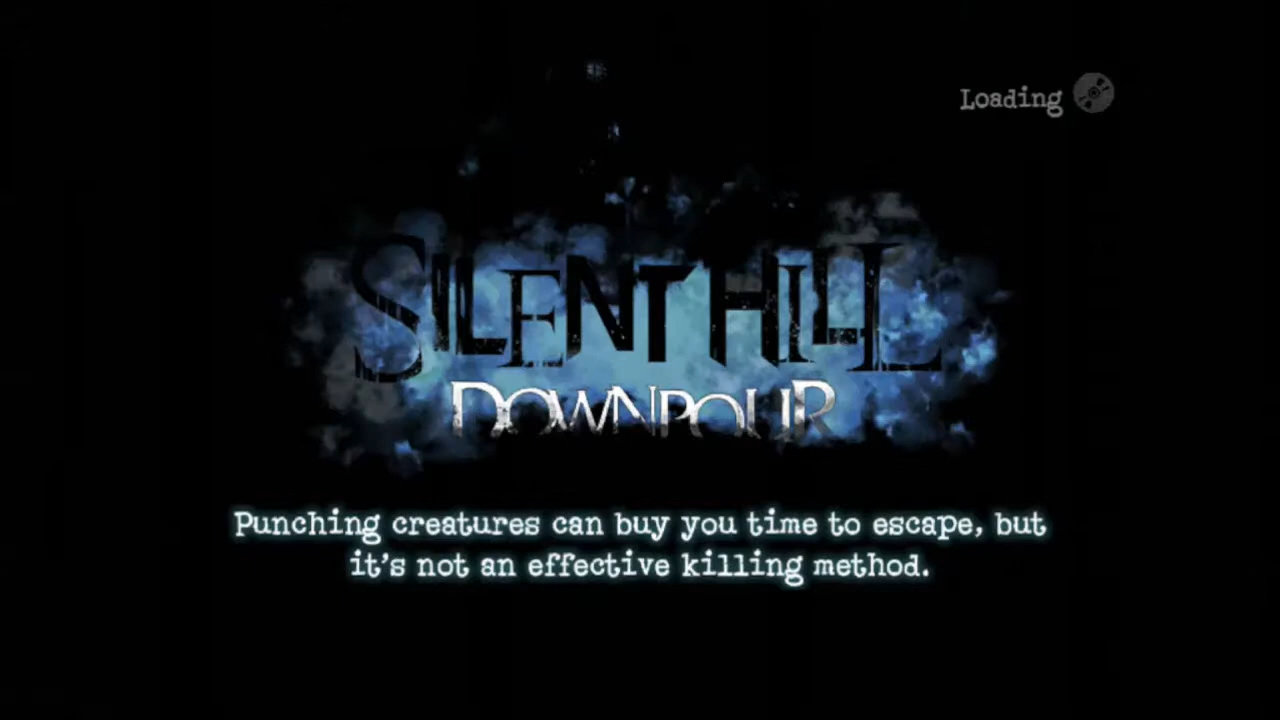 Loading
SILENT HILL
DOWNPOUR
Punching creatures can buy you time to escape, but
it's not an effective killing method.